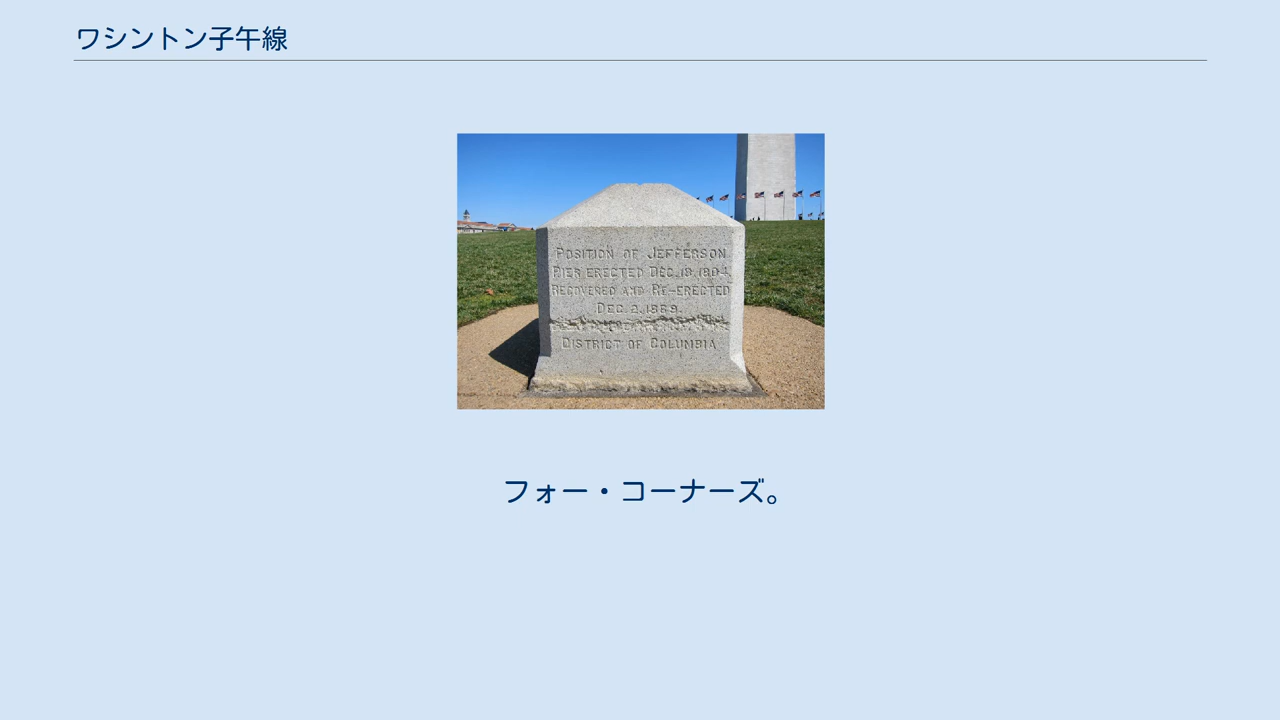 ワシントン子午線
POSITION OF JEFFERSON
PIER ERECTED DEC. 18, 1804.
RECOVERED AND RE-ERECTED
DEC. 2, 1889.
DISTRICT OF COLUMBIA
フォー・コーナーズ。